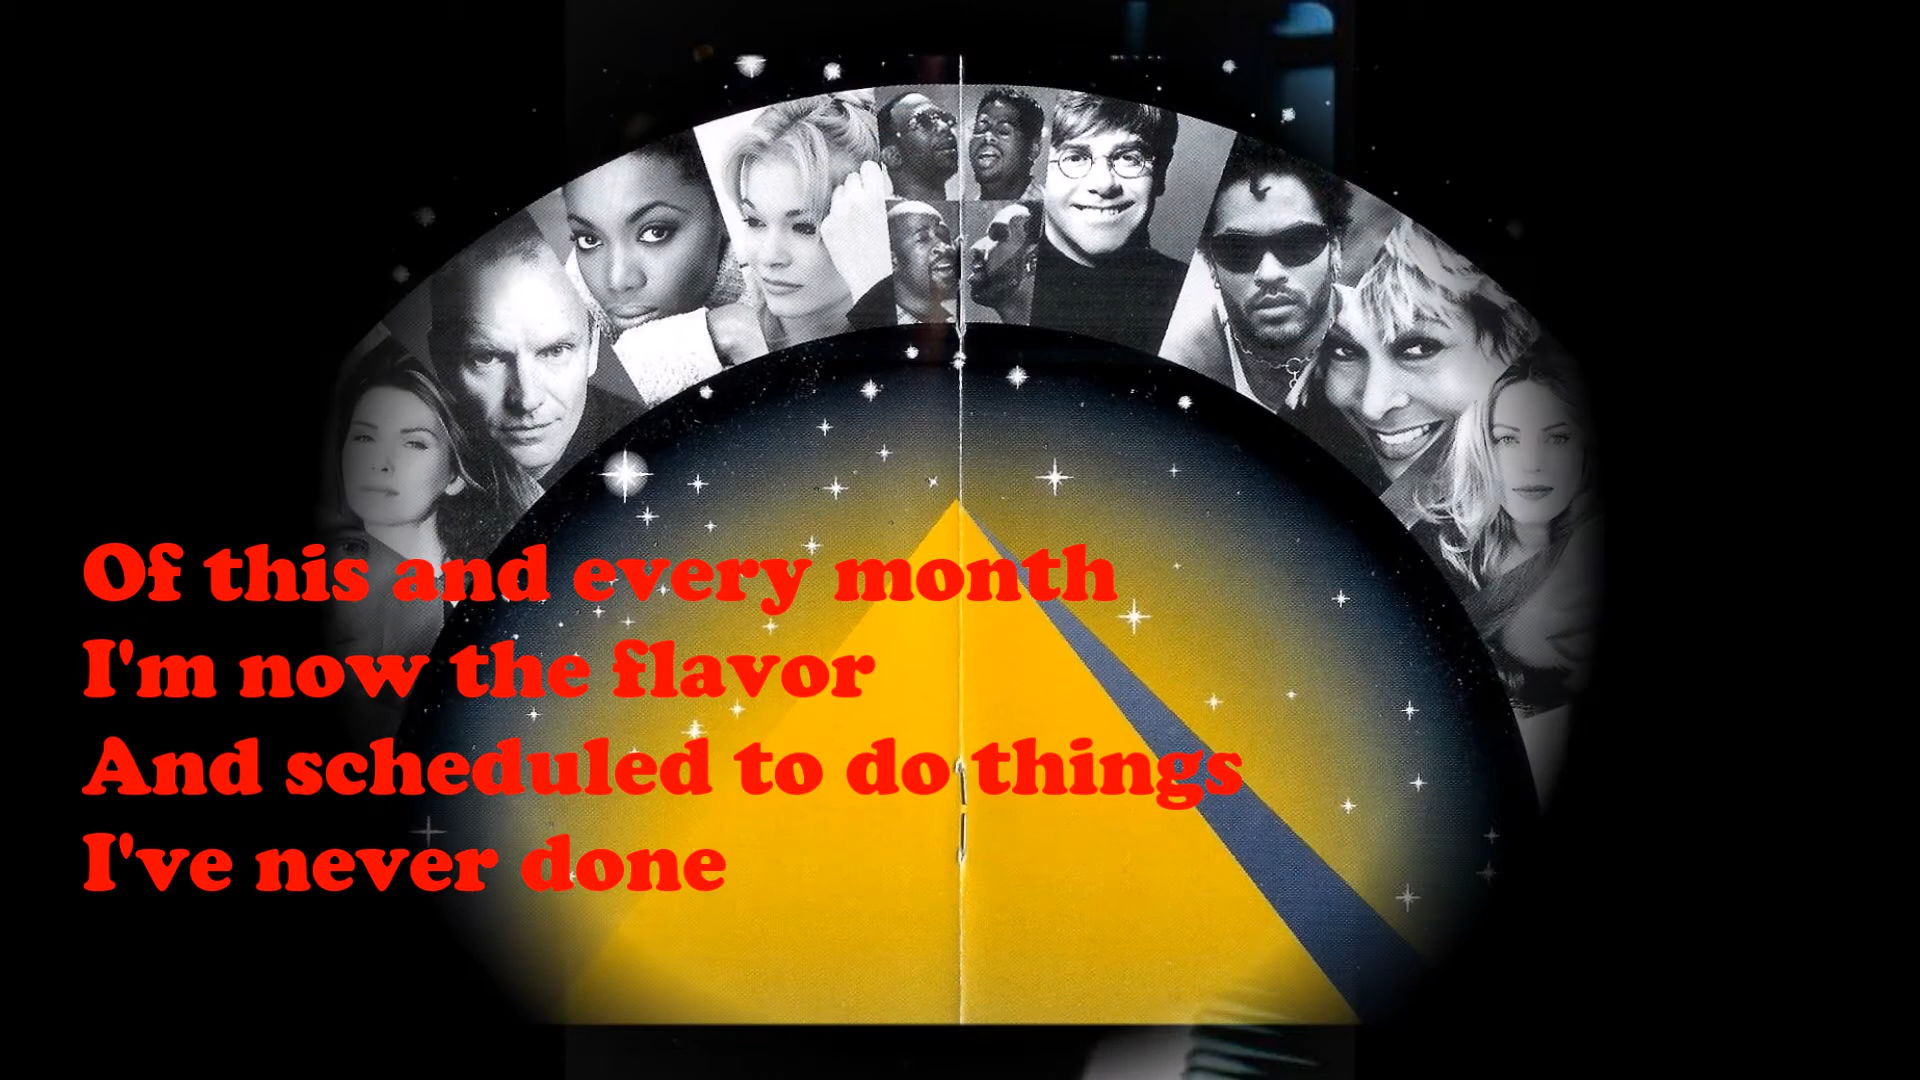 Of this and every month
I'm now the flavor
And scheduled to do things
I've never done